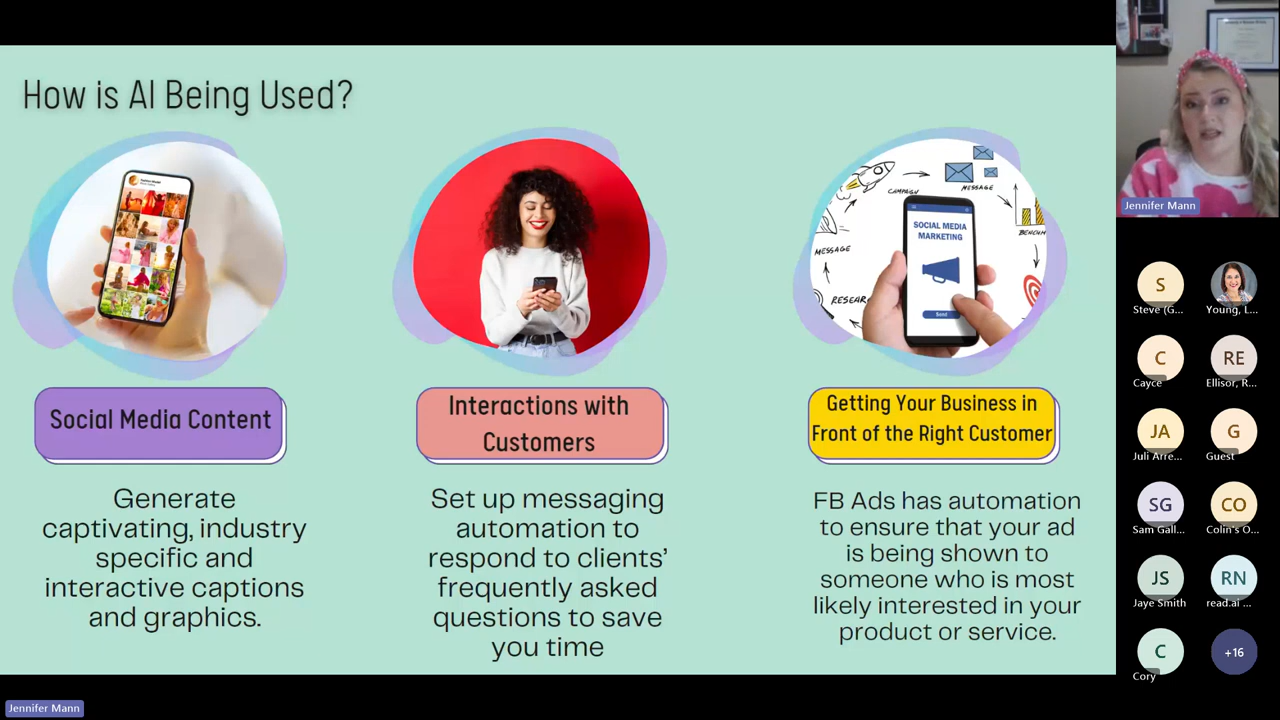 How is AI Being Used?
CAMPAIGN
MESSAGE
SOCIAL MEDIA
MARKETING
MESSAGE
Send
Social Media Content
Interactions with
Customers
Getting Your Business in
Front of the Right Customer
Generate
captivating, industry
specific and
interactive captions
and graphics.
Set up messaging
automation to
respond to clients’
frequently asked
questions to save
you time
FB Ads has automation
to ensure that your ad
is being shown to
someone who is most
likely interested in your
product or service.
Jennifer Mann
S
Steve (G...
Young, L...
C
Cayce
RE
Ellisor, R...
JA
Juli Arre...
G
Guest
SG
Sam Gall...
CO
Colin's O...
JS
Jaye Smith
RN
read.ai ...
C
Cory
+16
Jennifer Mann